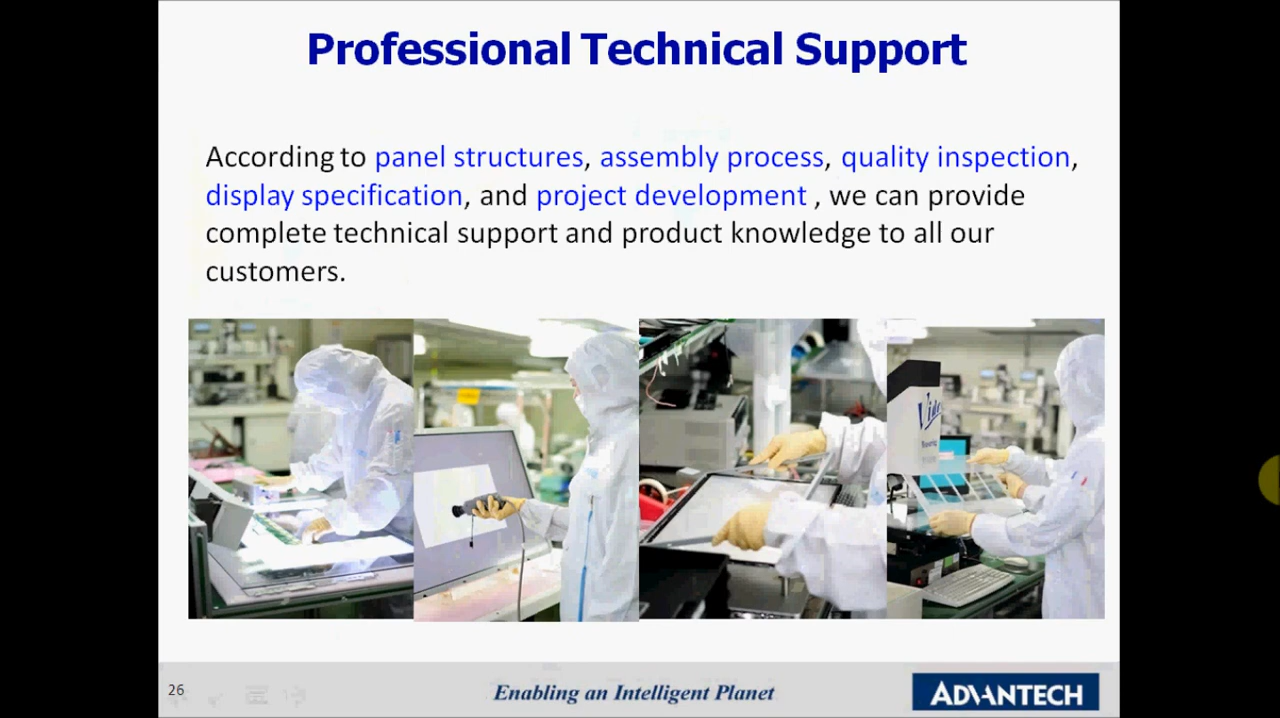 Professional Technical Support
According to panel structures, assembly process, quality inspection,
display specification, and project development , we can provide
complete technical support and product knowledge to all our
customers.
26
Enabling an Intelligent Planet
ADVANTECH